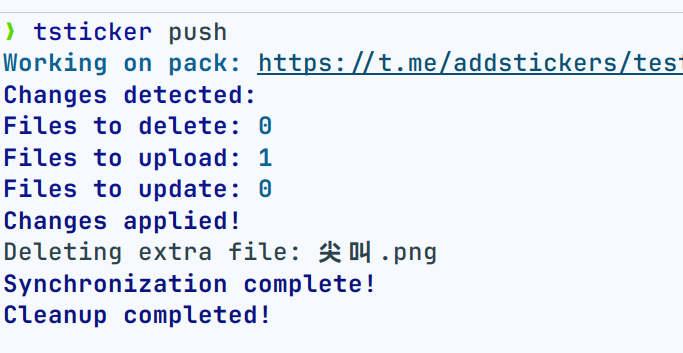 ❯ tsticker push
Working on pack: https://t.me/addstickers/test
Changes detected:
Files to delete: 0
Files to upload: 1
Files to update: 0
Changes applied!
Deleting extra file: 尖叫.png
Synchronization complete!
Cleanup completed!